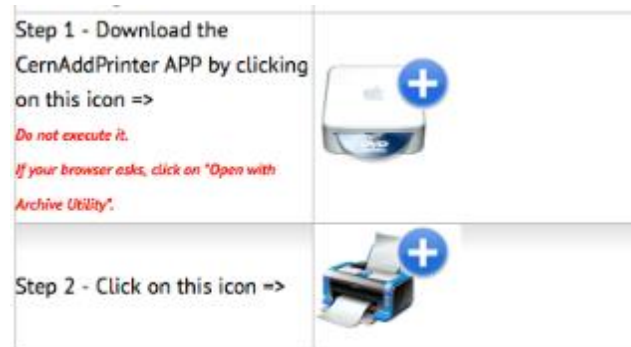 Step 1 - Download the
CernAddPrinter APP by clicking
on this icon =>
Do not execute it.
If your browser asks, click on "Open with
Archive Utility".
DVD
Step 2 - Click on this icon =>